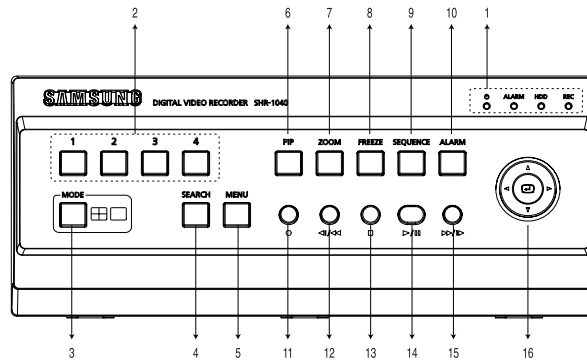 2 6 7 8 9 10 1
SAMSUNG DIGITAL VIDEO RECORDER SHR-1040
ALARM HDD REC
1 2 3 4
PIP ZOOM FREEZE SEQUENCE ALARM
MODE SEARCH MENU
3 4 5 11 12 13 14 15 16